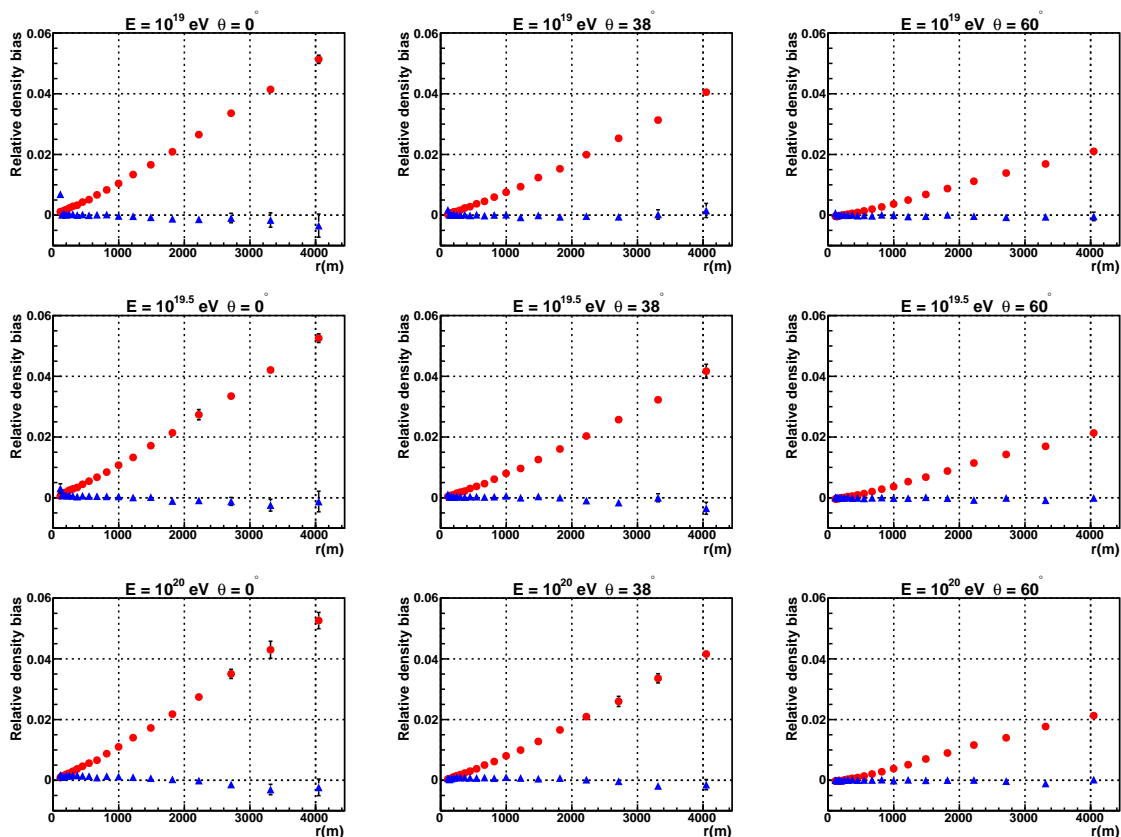 E = 10^19 eV θ = 0°
Relative density bias
0.06
0.04
0.02
0
0 1000 2000 3000 4000
r(m)
E = 10^19 eV θ = 38°
Relative density bias
0.06
0.04
0.02
0
0 1000 2000 3000 4000
r(m)
E = 10^19 eV θ = 60°
Relative density bias
0.06
0.04
0.02
0
0 1000 2000 3000 4000
r(m)
E = 10^19.5 eV θ = 0°
Relative density bias
0.06
0.04
0.02
0
0 1000 2000 3000 4000
r(m)
E = 10^19.5 eV θ = 38°
Relative density bias
0.06
0.04
0.02
0
0 1000 2000 3000 4000
r(m)
E = 10^19.5 eV θ = 60°
Relative density bias
0.06
0.04
0.02
0
0 1000 2000 3000 4000
r(m)
E = 10^20 eV θ = 0°
Relative density bias
0.06
0.04
0.02
0
0 1000 2000 3000 4000
r(m)
E = 10^20 eV θ = 38°
Relative density bias
0.06
0.04
0.02
0
0 1000 2000 3000 4000
r(m)
E = 10^20 eV θ = 60°
Relative density bias
0.06
0.04
0.02
0
0 1000 2000 3000 4000
r(m)